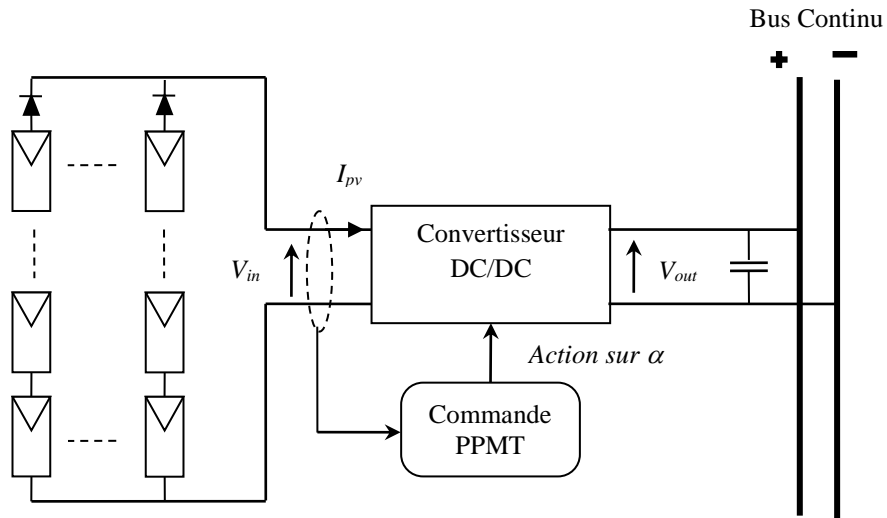 Bus Continu
+ −
I_pv
Convertisseur
DC/DC
V_in
V_out
Action sur α
Commande
PPMT